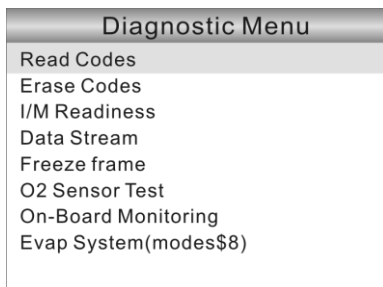 Diagnostic Menu
Read Codes
Erase Codes
I/M Readiness
Data Stream
Freeze frame
O2 Sensor Test
On-Board Monitoring
Evap System(modes$8)